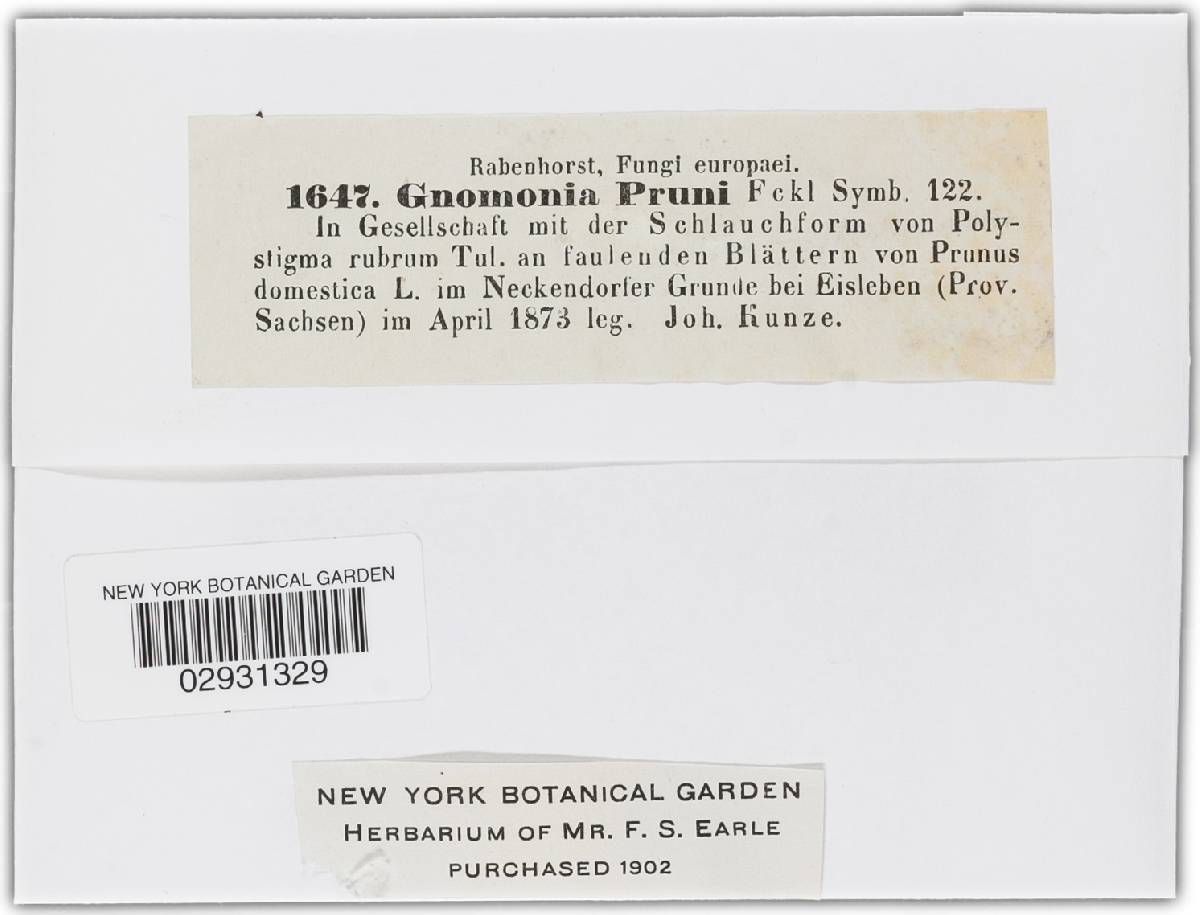 Rabenhorst, Fungi europaei.
1647. Gnomonia Pruni Fckl Symb. 122.
In Gesellschaft mit der Schlauchform von Poly-
stigma rubrum Tul. an faulenden Blättern von Prunus
domestica L. im Neckendorfer Grunde bei Eisleben (Prov.
Sachsen) im April 1873 leg. Joh. Kunze.
NEW YORK BOTANICAL GARDEN
02931329
NEW YORK BOTANICAL GARDEN
HERBARIUM OF MR. F. S. EARLE
PURCHASED 1902